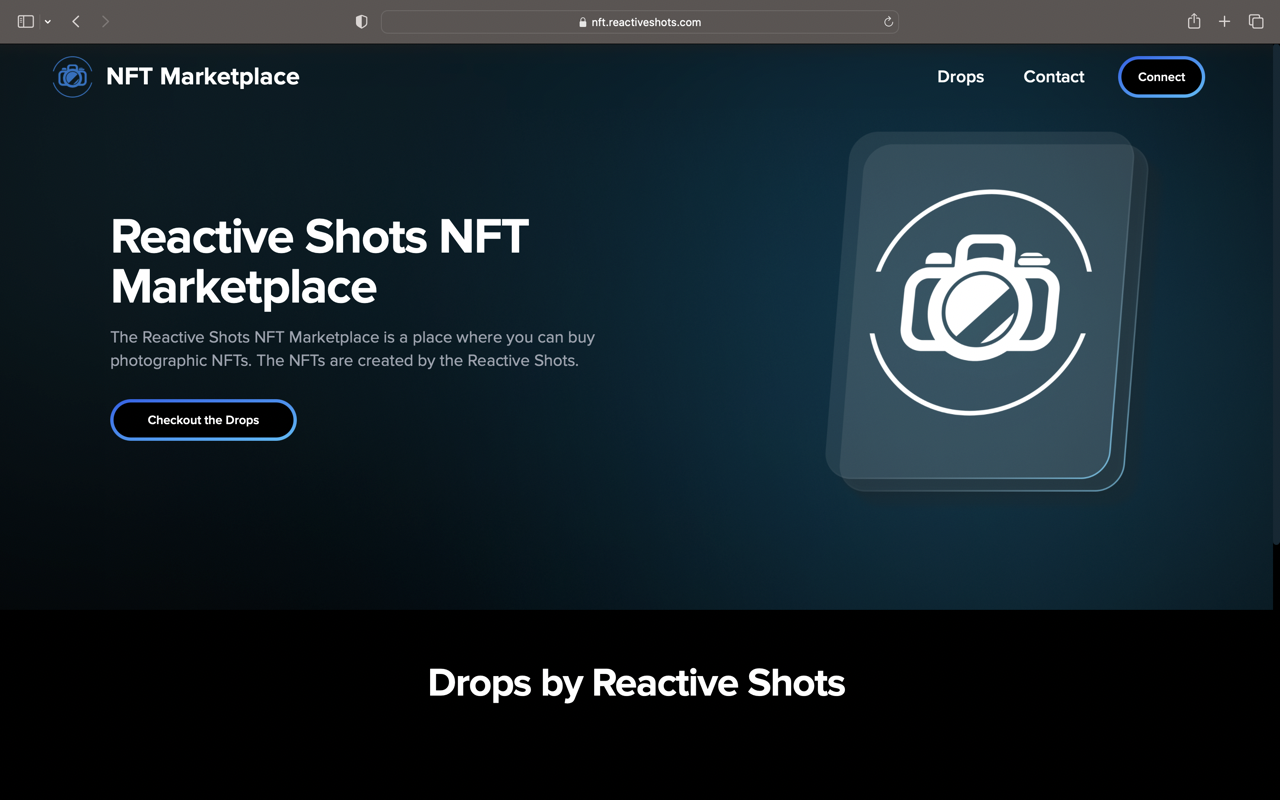 nft.reactiveshots.com
NFT Marketplace
Drops
Contact
Connect
Reactive Shots NFT
Marketplace
The Reactive Shots NFT Marketplace is a place where you can buy
photographic NFTs. The NFTs are created by the Reactive Shots.
Checkout the Drops
Drops by Reactive Shots